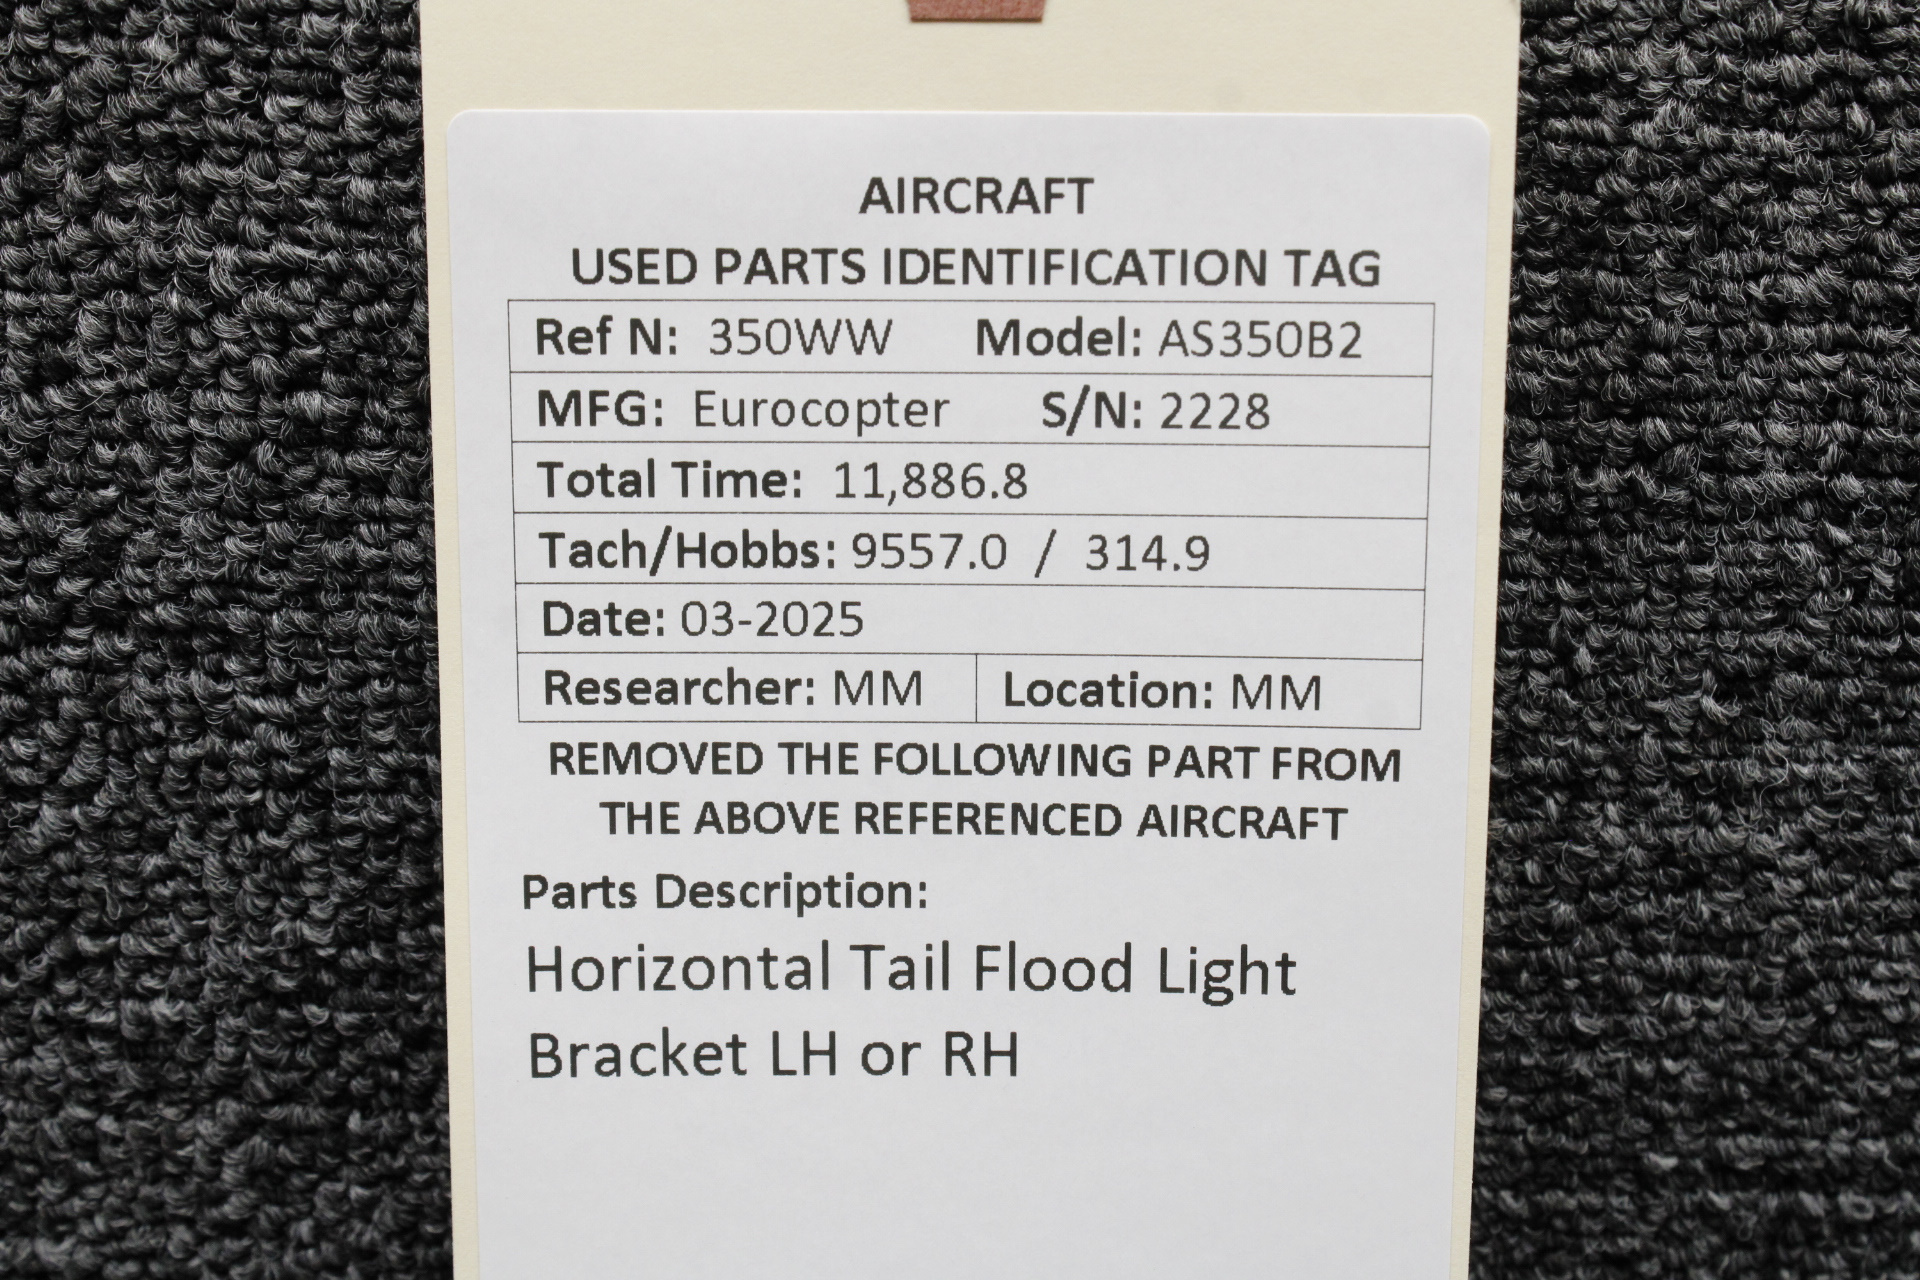 AIRCRAFT
USED PARTS IDENTIFICATION TAG
Ref N: 350WW Model: AS350B2
MFG: Eurocopter S/N: 2228
Total Time: 11,886.8
Tach/Hobbs: 9557.0 / 314.9
Date: 03-2025
Researcher: MM Location: MM
REMOVED THE FOLLOWING PART FROM
THE ABOVE REFERENCED AIRCRAFT
Parts Description:
Horizontal Tail Flood Light
Bracket LH or RH